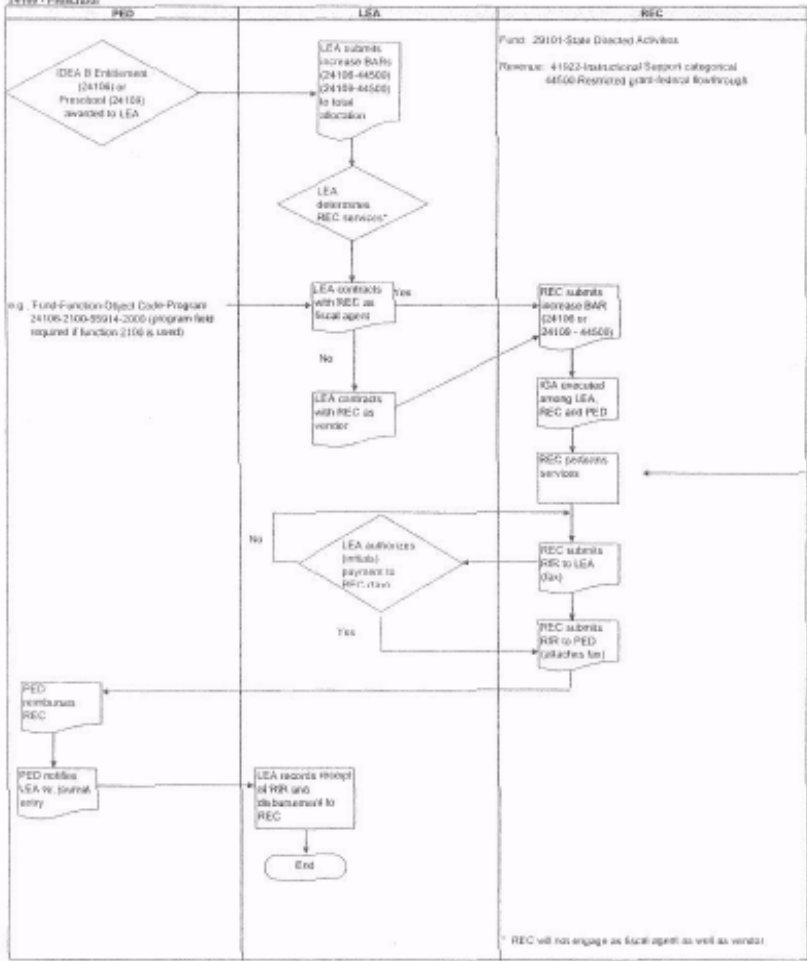 24109 - Preschool
PED
LEA
REC
IDEA B Entitlement
(24106) or
Preschool (24109)
awarded to LEA
LEA submits
increase BARs
(24106-44500)
(24109-44500)
to total
allocation
Fund: 29101-State Directed Activities
Revenue: 41922-Instructional Support categorical
44500-Restricted grant-federal flowthrough
LEA
determines
REC services*
e.g., Fund-Function-Object Code-Program
24106-2100-55914-2000 (program field
required if function 2100 is used)
LEA contracts
with REC as
fiscal agent
Yes
REC submits
increase BAR
(24106 or
24109 - 44500)
No
LEA contracts
with REC as
vendor
IGA executed
among LEA,
REC and PED
REC performs
services
No
LEA authorizes
(initials)
payment to
REC (fax)
REC submits
RfR to LEA
(fax)
Yes
REC submits
RfR to PED
(attaches fax)
PED
reimburses
REC
PED notifies
LEA w/ journal
entry
LEA records receipt
of RfR and
disbursement to
REC
End
* REC will not engage as fiscal agent as well as vendor